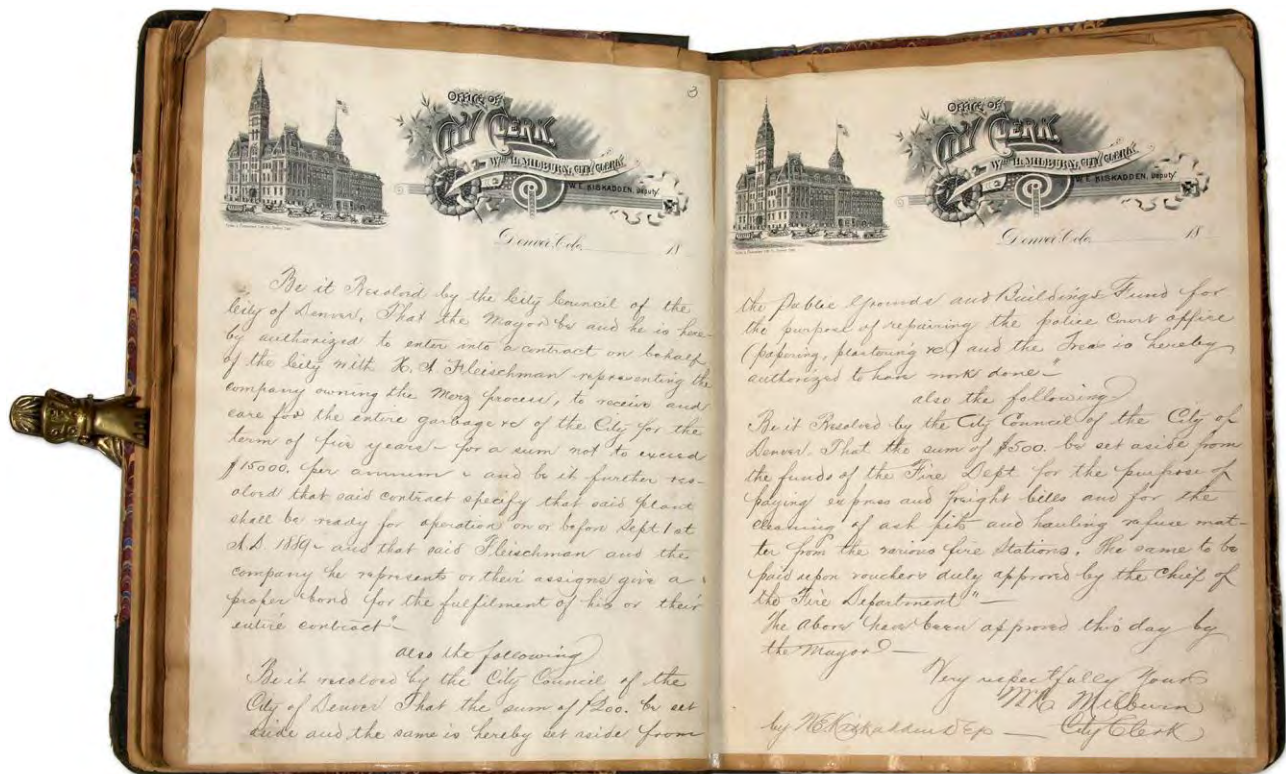 3
OFFICE OF
CITY CLERK.
Wm. H. MILBURN, CITY CLERK.
W. E. KISKADDEN, Deputy
Denver, Colo. 18
Be it Resolved by the City Council of the
City of Denver, That the Mayor be and he is here-
by authorized to enter into a contract on behalf
of the City with H. A. Fleischman representing the
company owning the Merz process, to receive and
care for the entire garbage &c of the City for the
term of five years – for a sum not to exceed
$15000. per annum & and be it further res-
olved that said contract specify that said plant
shall be ready for operation on or before Sept 1st
A.D. 1889 – and that said Fleischman and the
company he represents or their assigns give a
proper bond for the fulfilment of his or their
entire contract" –
also the following
Be it resolved by the City Council of the
City of Denver That the sum of $200. be set
aside and the same is hereby set aside from
OFFICE OF
CITY CLERK.
Wm. H. MILBURN, CITY CLERK.
W. E. KISKADDEN, Deputy
Denver, Colo. 18
the Public Grounds and Buildings Fund for
the purpose of repairing the police Court office
(papering, plastering &c) and the is hereby
authorized to have work done – "
also the following
Be it Resolved by the City Council of the City of
Denver. That the sum of $500. be set aside from
the funds of the Fire Dept for the purpose of
paying express and freight bills and for the
cleaning of ash pits and hauling refuse mat-
ter from the various fire Stations. The same to be
paid upon vouchers duly approved by the Chief of
the Fire Department" –
The above have been approved this day by
the Mayor –
Very respectfully Yours
Milburn
by W.E. Kiskadden Dep – City Clerk